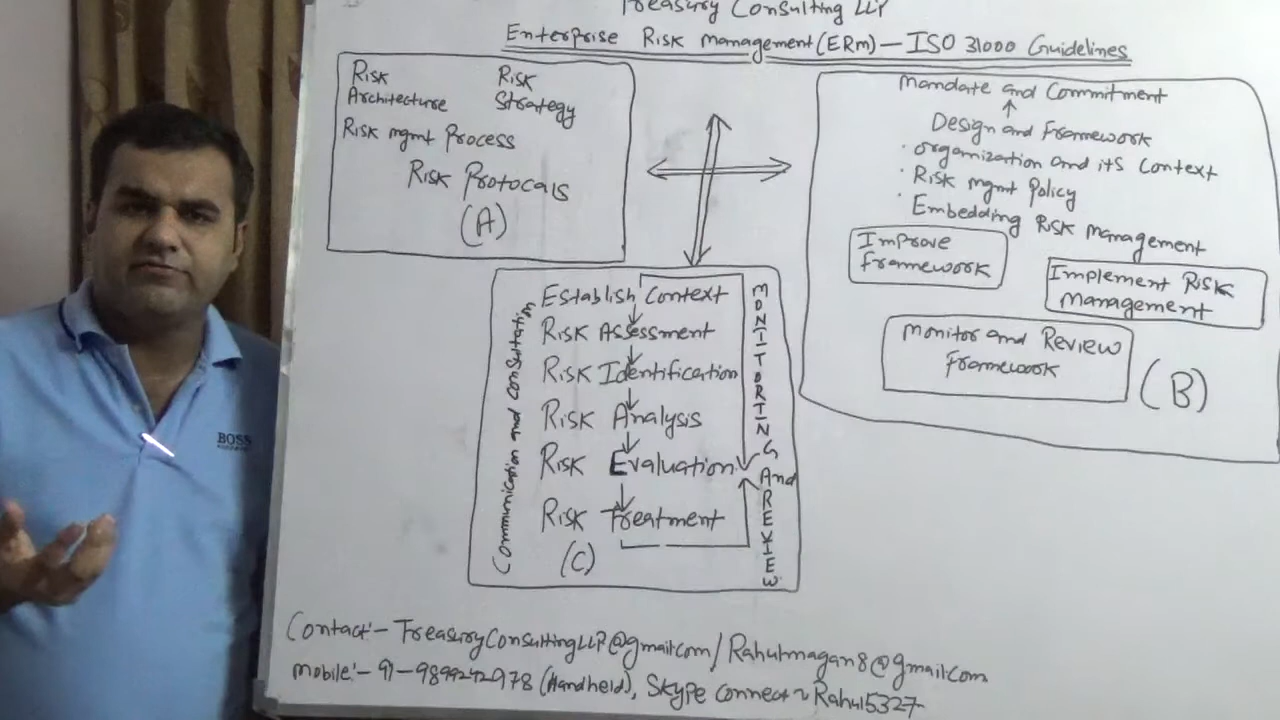 Treasury Consulting LLP
Enterprise Risk Management (ERM) - ISO 31000 Guidelines
Risk Risk
Architecture Strategy
Risk mgmt Process
Risk Protocals
(A)
Mandate and Commitment
Design and Framework
· Organization and its Context
· Risk mgmt Policy
· Embedding Risk Management
Improve
Framework
Implement Risk
Management
Monitor and Review
Framework
(B)
Communication and Consultation
Establish Context
Risk Assessment
Risk Identification
Risk Analysis
Risk Evaluation
Risk Treatment
(C)
MONITORING And REVIEW
Contact:- TreasuryConsultingLLP@gmail.com / Rahulmagan8@gmail.com
Mobile:- 91-9899242978 (Handheld), Skype Connect ~ Rahul5327
BOSS